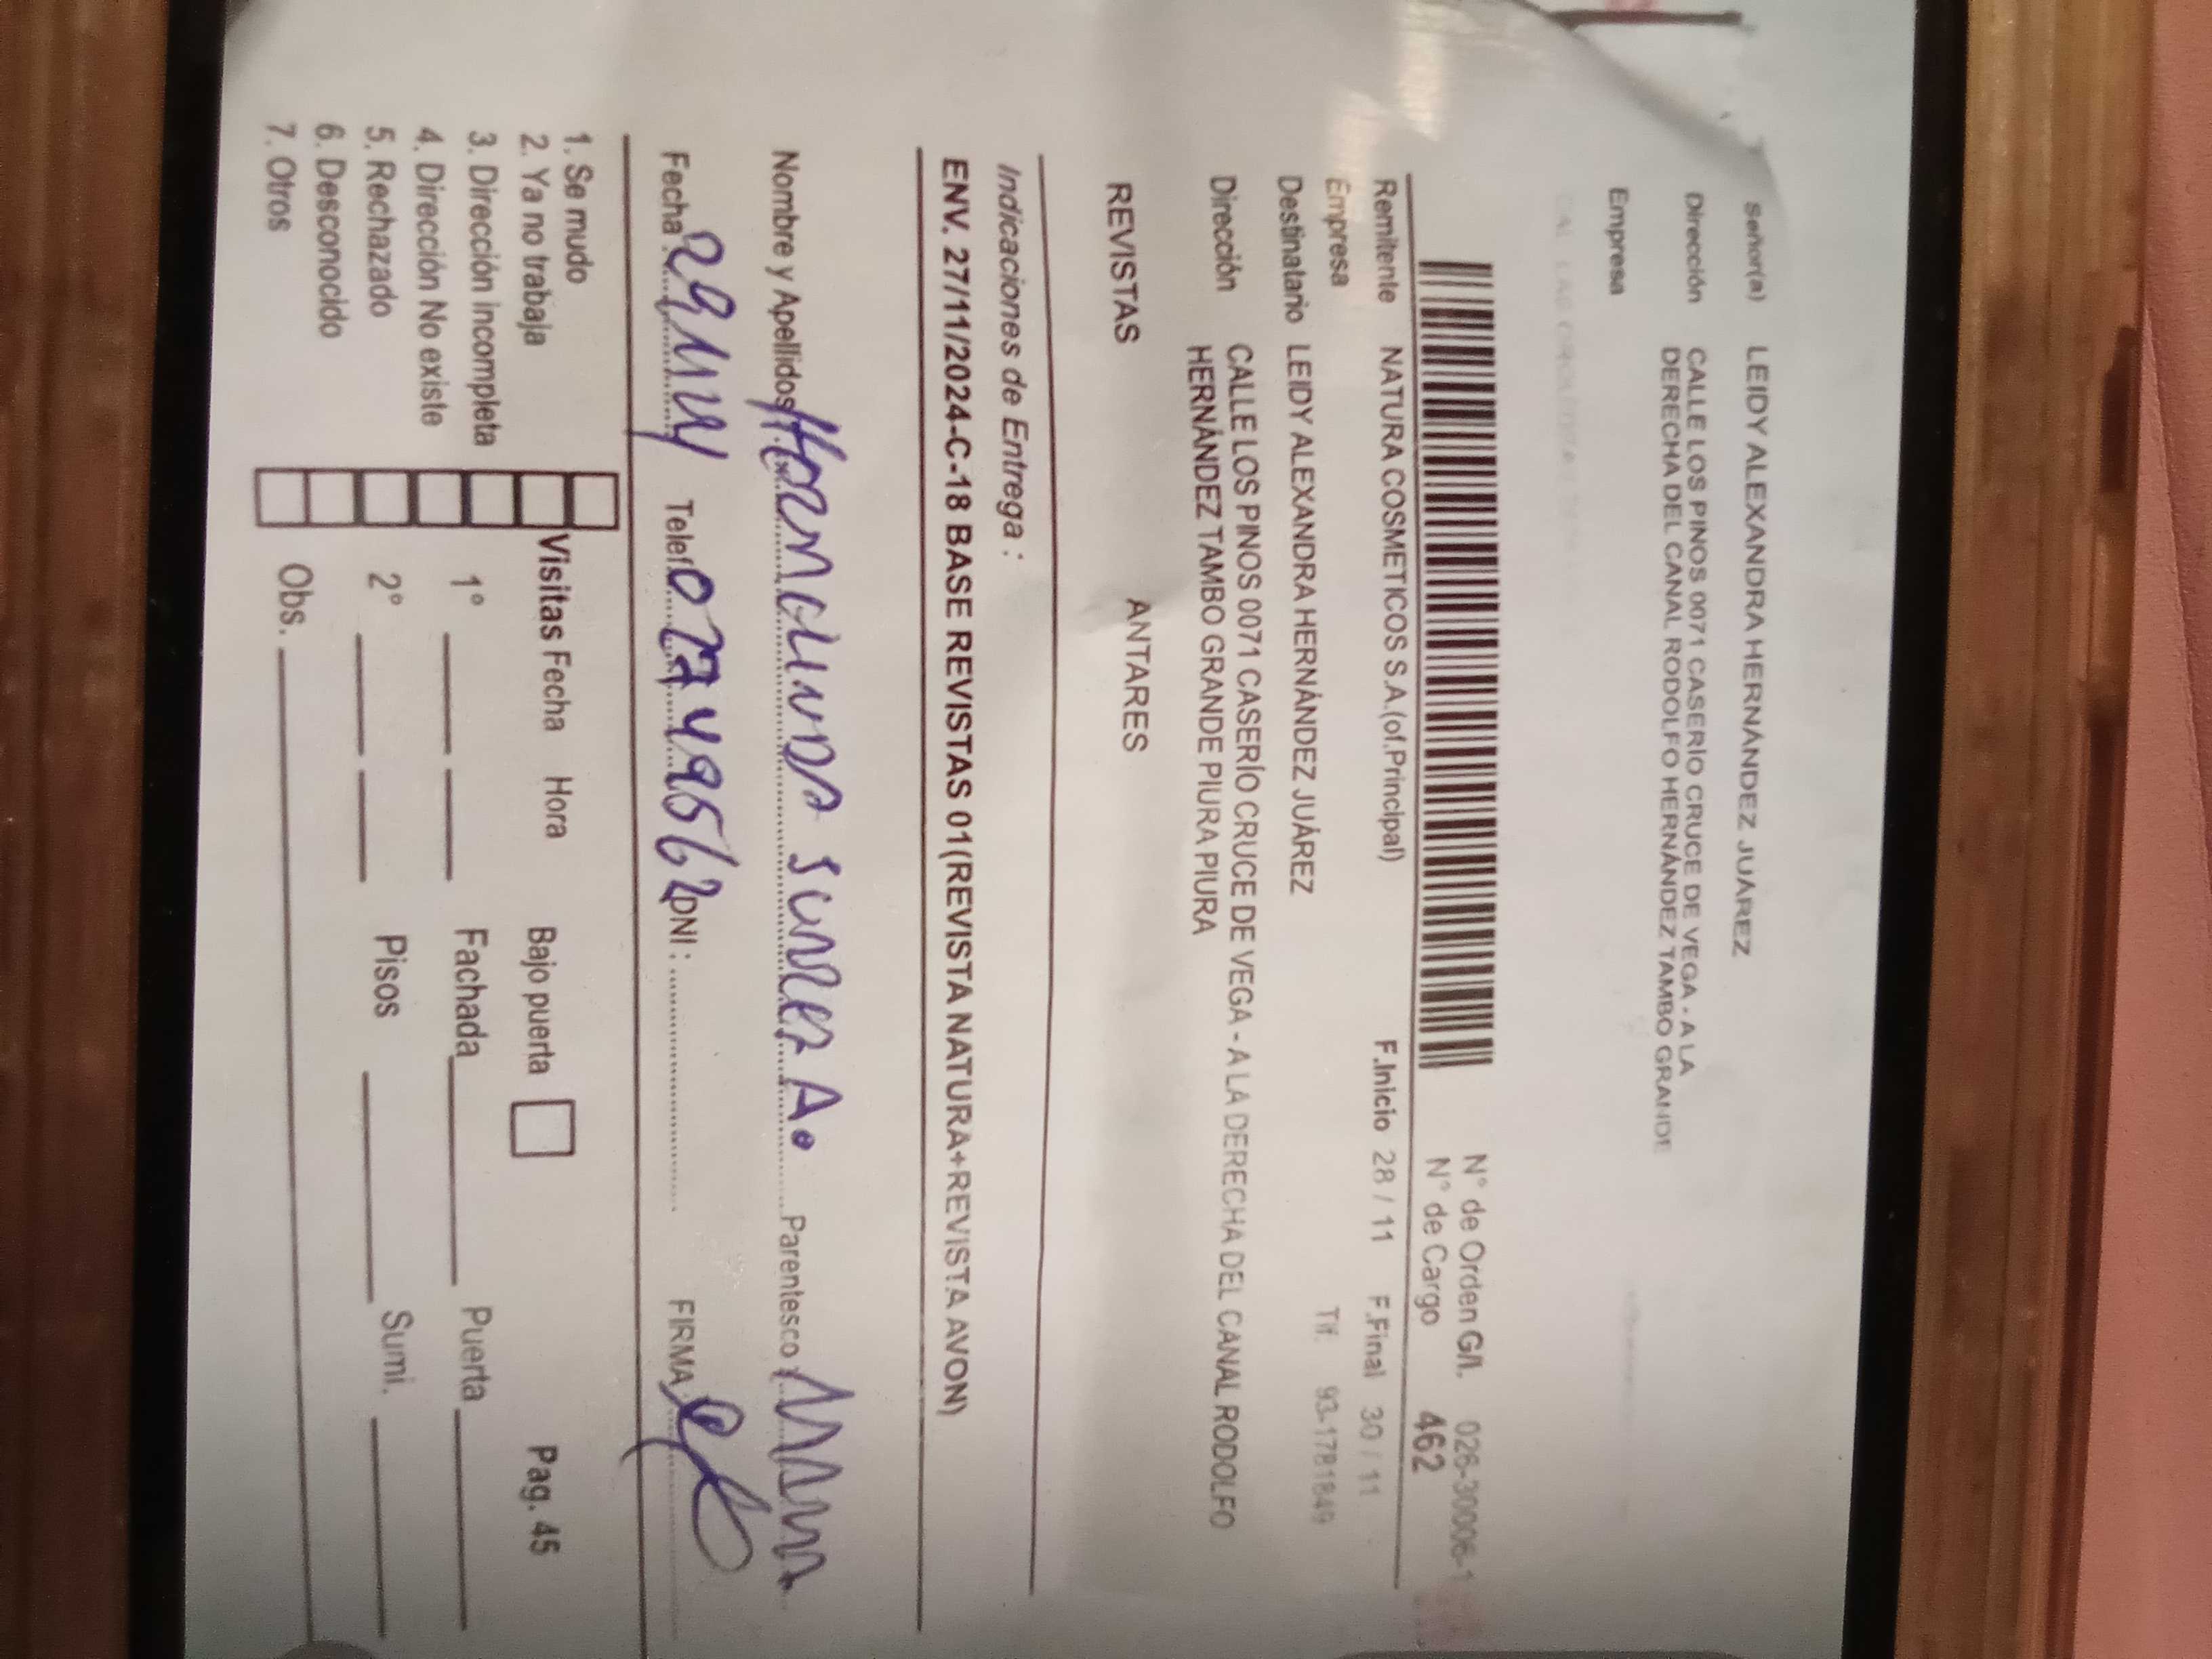 Señor(a) LEIDY ALEXANDRA HERNÁNDEZ JUÁREZ
Dirección CALLE LOS PINOS 0071 CASERÍO CRUCE DE VEGA - A LA
DERECHA DEL CANAL RODOLFO HERNÁNDEZ TAMBO GRANDE
Empresa
N° de Orden G/I. 026-30006-1
N° de Cargo 462
Remitente NATURA COSMETICOS S.A.(of.Principal) F.Inicio 28 / 11 F.Final 30 / 11
Empresa Tlf. 93-1781849
Destinatario LEIDY ALEXANDRA HERNÁNDEZ JUÁREZ
Dirección CALLE LOS PINOS 0071 CASERÍO CRUCE DE VEGA - A LA DERECHA DEL CANAL RODOLFO
HERNÁNDEZ TAMBO GRANDE PIURA PIURA
REVISTAS ANTARES
Indicaciones de Entrega :
ENV. 27/11/2024-C-18 BASE REVISTAS 01(REVISTA NATURA+REVISTA AVON)
Nombre y Apellidos A. Parentesco
Fecha Telef. DNI : FIRMA
1. Se mudo
2. Ya no trabaja Visitas Fecha Hora Bajo puerta Pag. 45
3. Dirección incompleta
4. Dirección No existe 1° Fachada Puerta
5. Rechazado 2° Pisos Sumi.
6. Desconocido
7. Otros Obs.